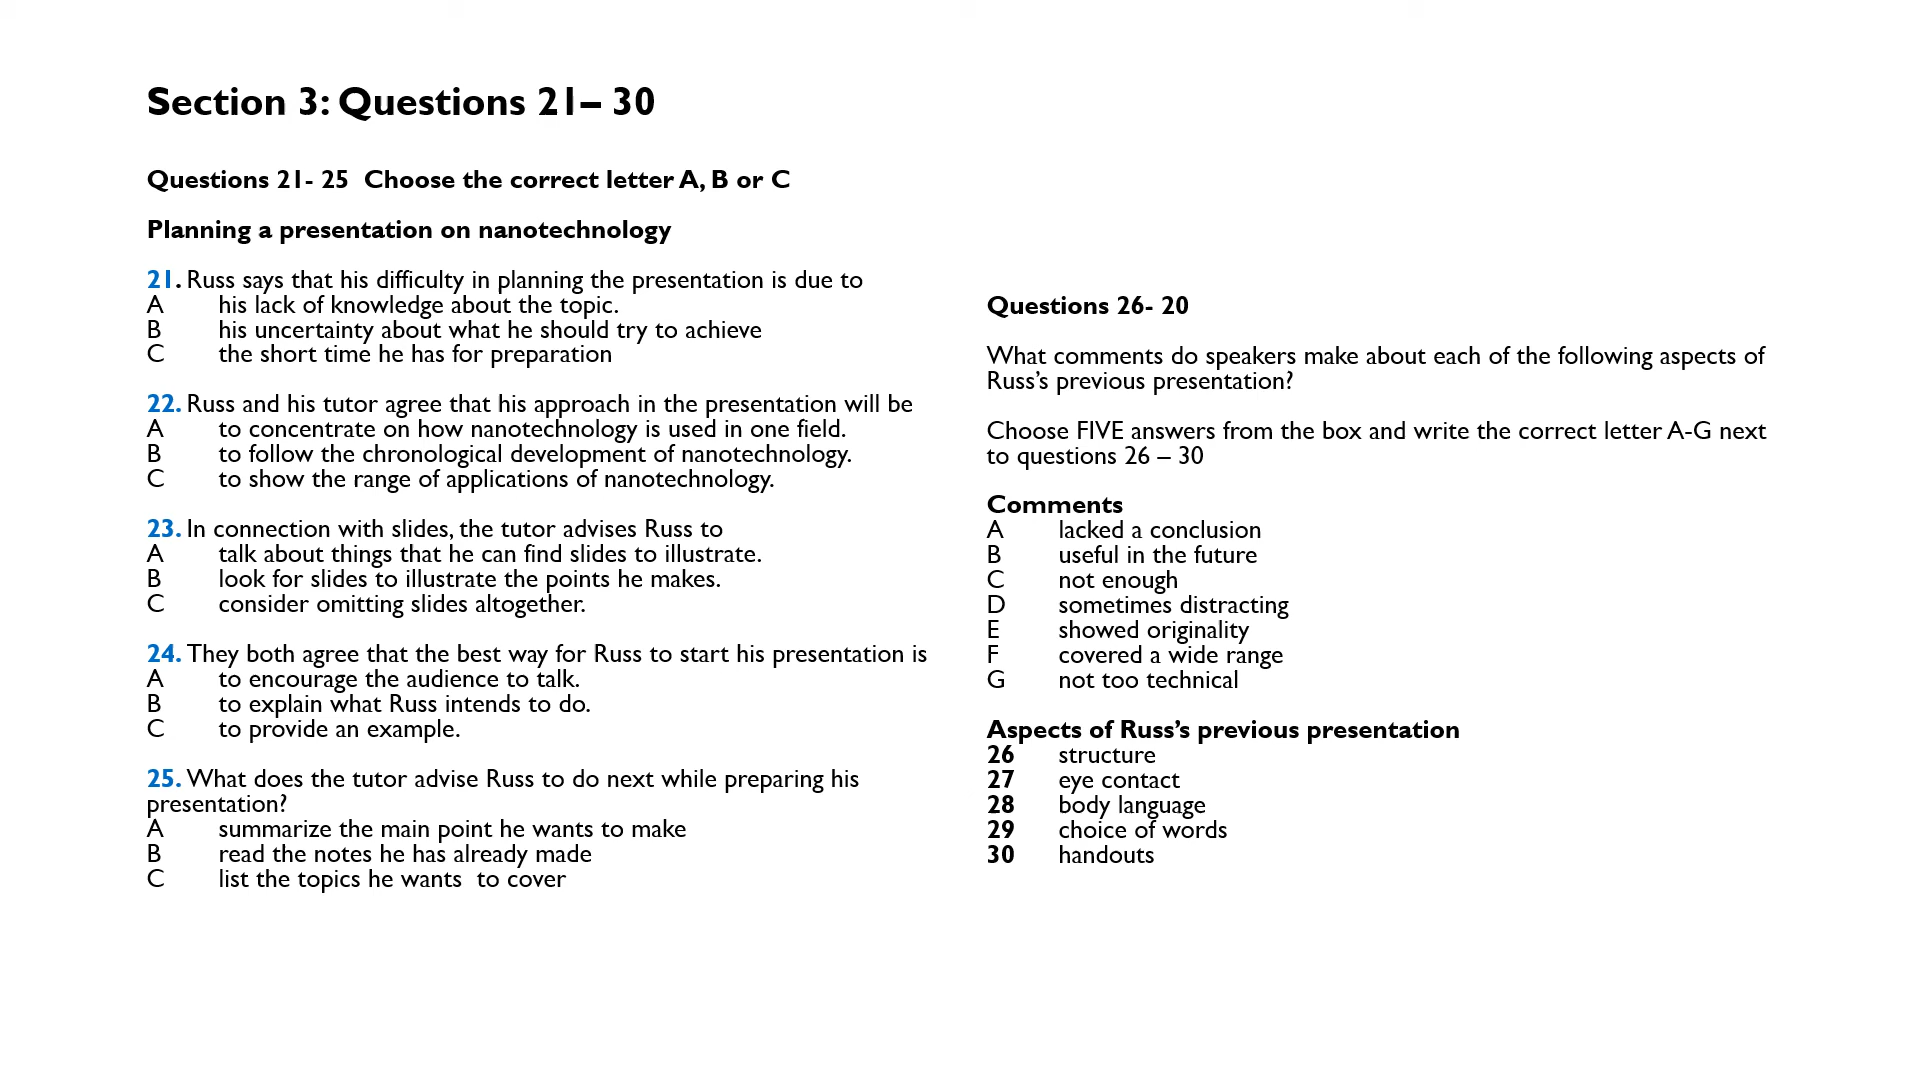 Section 3: Questions 21– 30
Questions 21- 25  Choose the correct letter A, B or C
Planning a presentation on nanotechnology
21. Russ says that his difficulty in planning the presentation is due to
A his lack of knowledge about the topic.
B his uncertainty about what he should try to achieve
C the short time he has for preparation
22. Russ and his tutor agree that his approach in the presentation will be
A to concentrate on how nanotechnology is used in one field.
B to follow the chronological development of nanotechnology.
C to show the range of applications of nanotechnology.
23. In connection with slides, the tutor advises Russ to
A talk about things that he can find slides to illustrate.
B look for slides to illustrate the points he makes.
C consider omitting slides altogether.
24. They both agree that the best way for Russ to start his presentation is
A to encourage the audience to talk.
B to explain what Russ intends to do.
C to provide an example.
25. What does the tutor advise Russ to do next while preparing his
presentation?
A summarize the main point he wants to make
B read the notes he has already made
C list the topics he wants  to cover
Questions 26- 20
What comments do speakers make about each of the following aspects of
Russ’s previous presentation?
Choose FIVE answers from the box and write the correct letter A-G next
to questions 26 – 30
Comments
A lacked a conclusion
B useful in the future
C not enough
D sometimes distracting
E showed originality
F covered a wide range
G not too technical
Aspects of Russ’s previous presentation
26 structure
27 eye contact
28 body language
29 choice of words
30 handouts